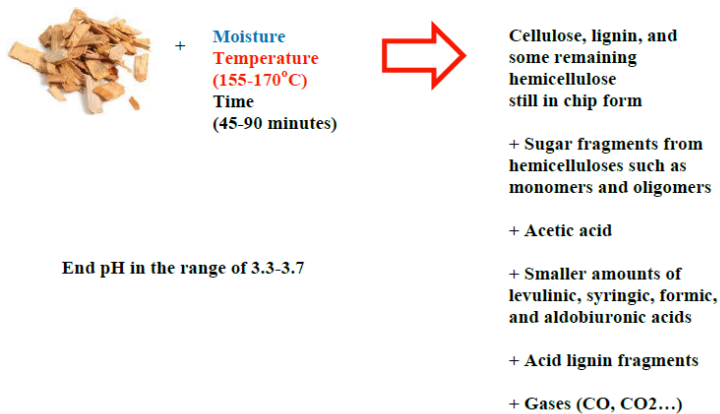 +
Moisture
Temperature
(155-170°C)
Time
(45-90 minutes)
End pH in the range of 3.3-3.7
Cellulose, lignin, and
some remaining
hemicellulose
still in chip form
+ Sugar fragments from
hemicelluloses such as
monomers and oligomers
+ Acetic acid
+ Smaller amounts of
levulinic, syringic, formic,
and aldobiuronic acids
+ Acid lignin fragments
+ Gases (CO, CO2…)